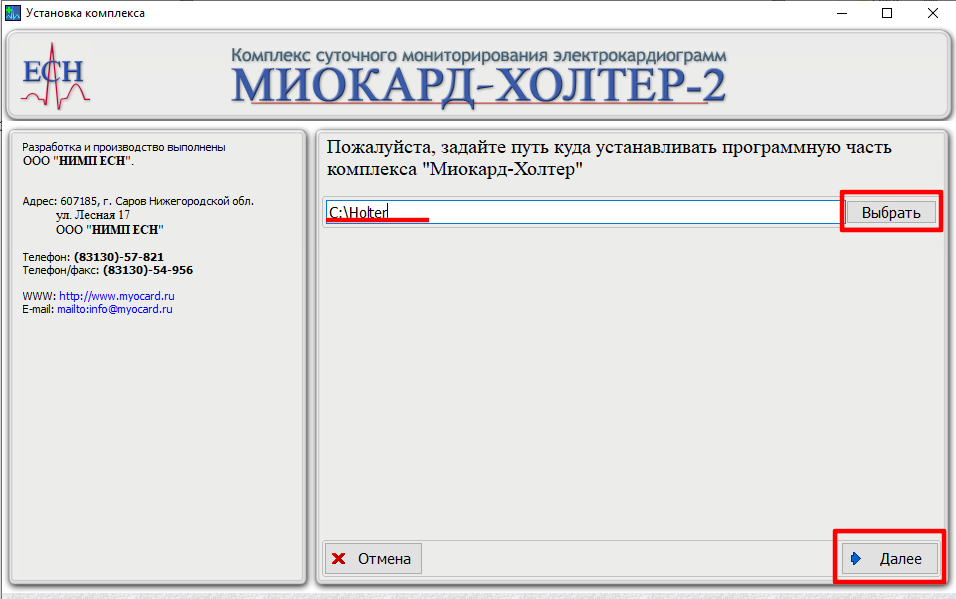 Установка комплекса
ЕСН
Комплекс суточного мониторирования электрокардиограмм
МИОКАРД-ХОЛТЕР-2
Разработка и производство выполнены
ООО "НИМП ЕСН".
Адрес: 607185, г. Саров Нижегородской обл.
ул. Лесная 17
ООО "НИМП ЕСН"
Телефон: (83130)-57-821
Телефон/факс: (83130)-54-956
WWW: http://www.myocard.ru
E-mail: mailto:info@myocard.ru
Пожалуйста, задайте путь куда устанавливать программную часть
комплекса "Миокард-Холтер"
C:\Holter
Выбрать
Отмена
Далее